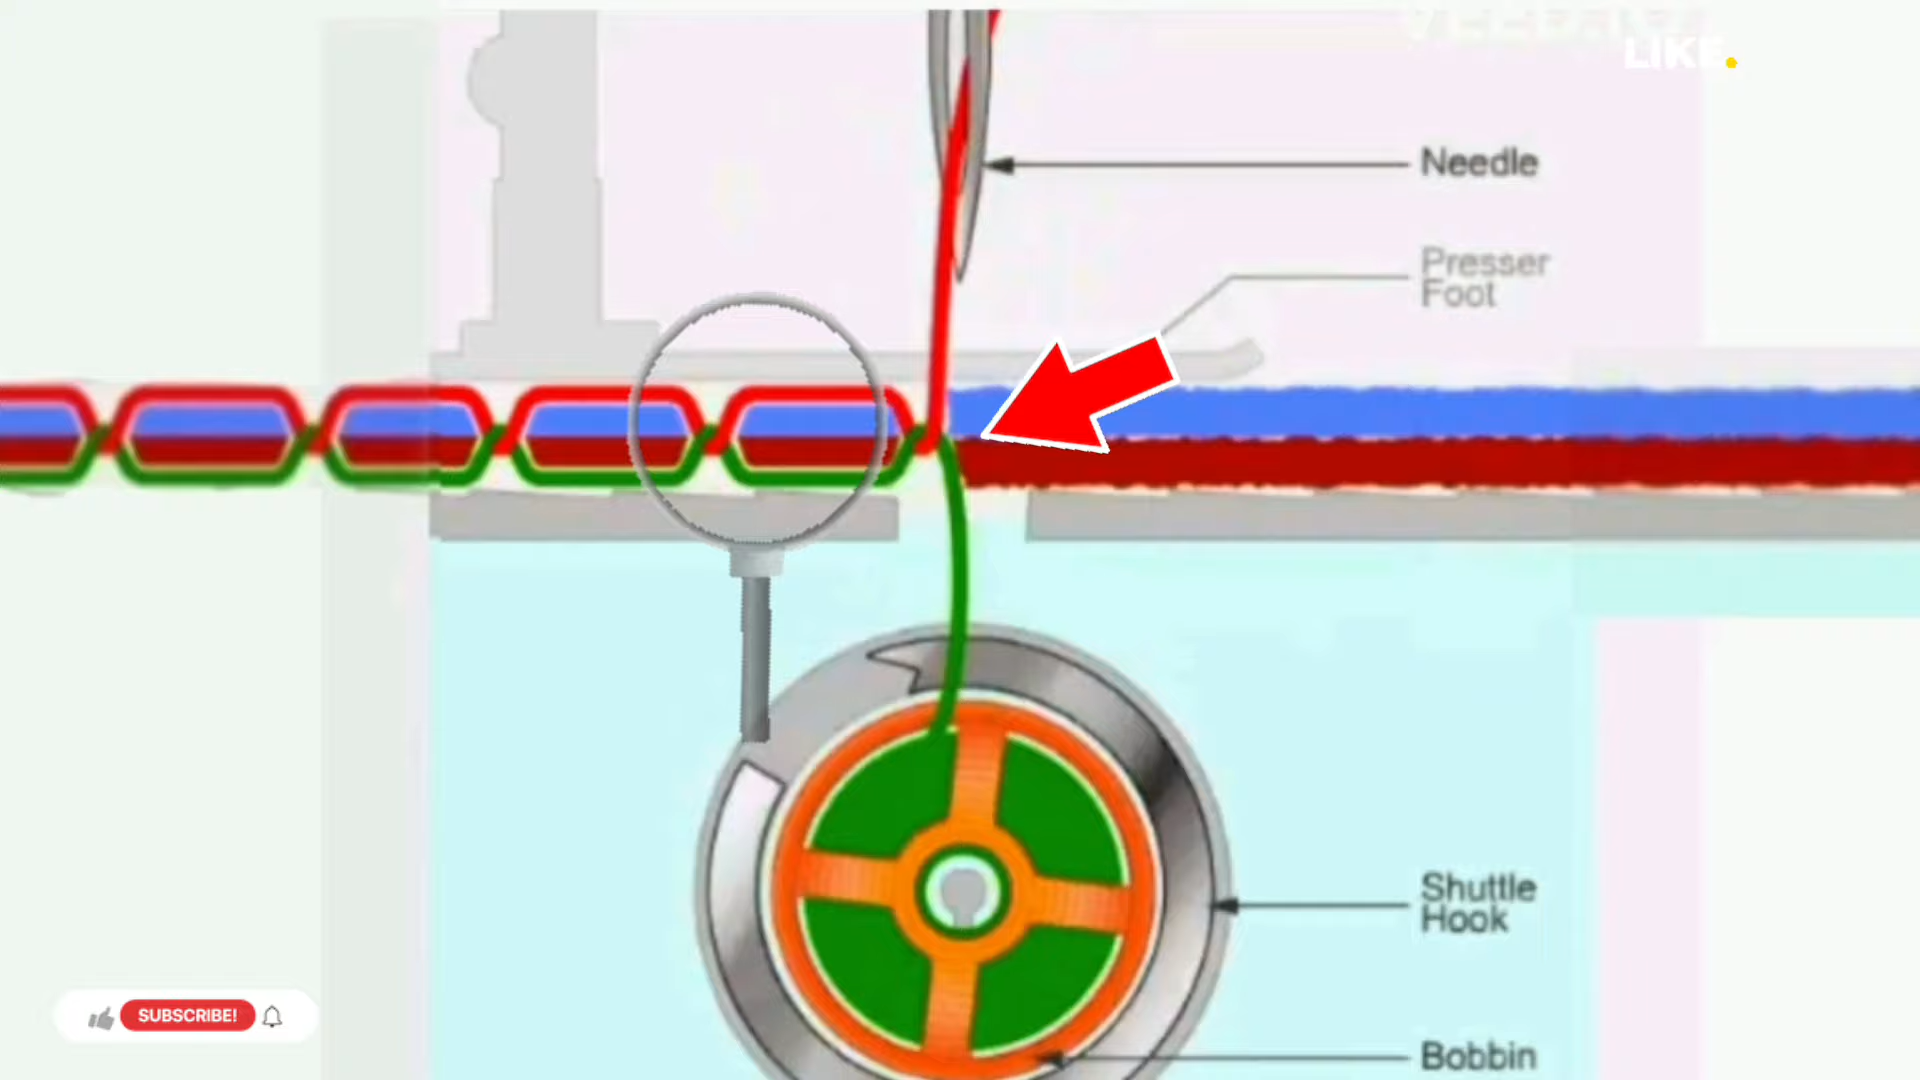 LIKE.
Needle
Presser
Foot
Shuttle
Hook
SUBSCRIBE!
Bobbin